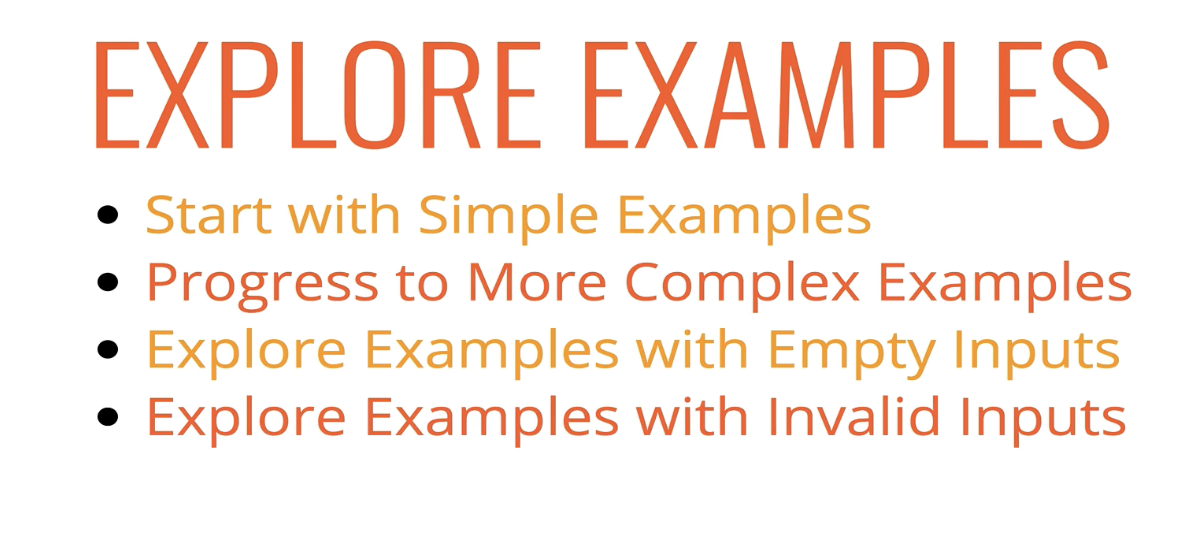 EXPLORE EXAMPLES
• Start with Simple Examples
• Progress to More Complex Examples
• Explore Examples with Empty Inputs
• Explore Examples with Invalid Inputs